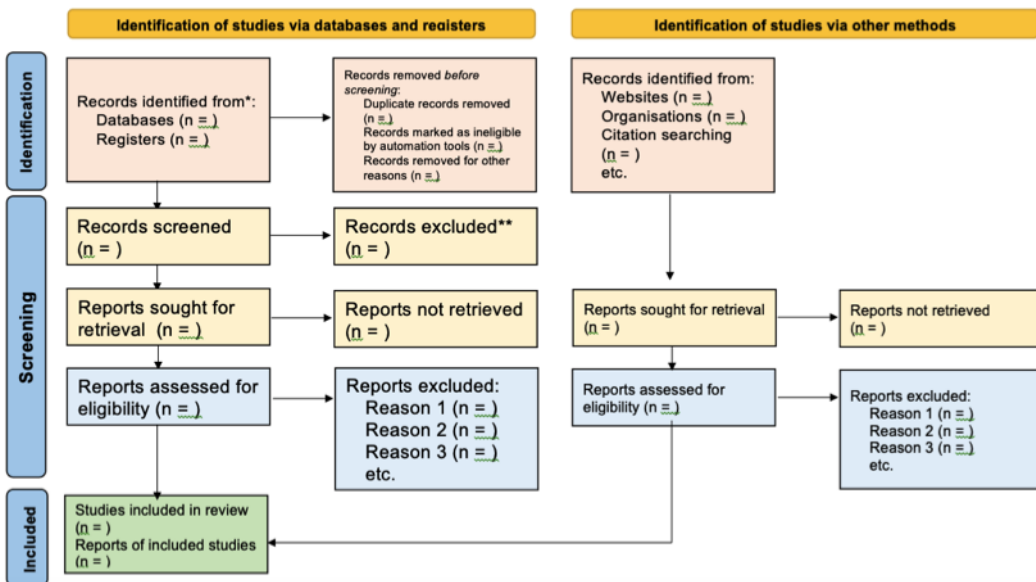 Identification of studies via databases and registers
Identification of studies via other methods
Identification
Records identified from*:
Databases (n = )
Registers (n = )
Records removed before
screening:
Duplicate records removed
(n = )
Records marked as ineligible
by automation tools (n = )
Records removed for other
reasons (n = )
Records identified from:
Websites (n = )
Organisations (n = )
Citation searching
(n = )
etc.
Screening
Records screened
(n = )
Records excluded**
(n = )
Reports sought for
retrieval (n = )
Reports not retrieved
(n = )
Reports sought for retrieval
(n = )
Reports not retrieved
(n = )
Reports assessed for
eligibility (n = )
Reports excluded:
Reason 1 (n = )
Reason 2 (n = )
Reason 3 (n = )
etc.
Reports assessed for
eligibility (n = )
Reports excluded:
Reason 1 (n = )
Reason 2 (n = )
Reason 3 (n = )
etc.
Included
Studies included in review
(n = )
Reports of included studies
(n = )